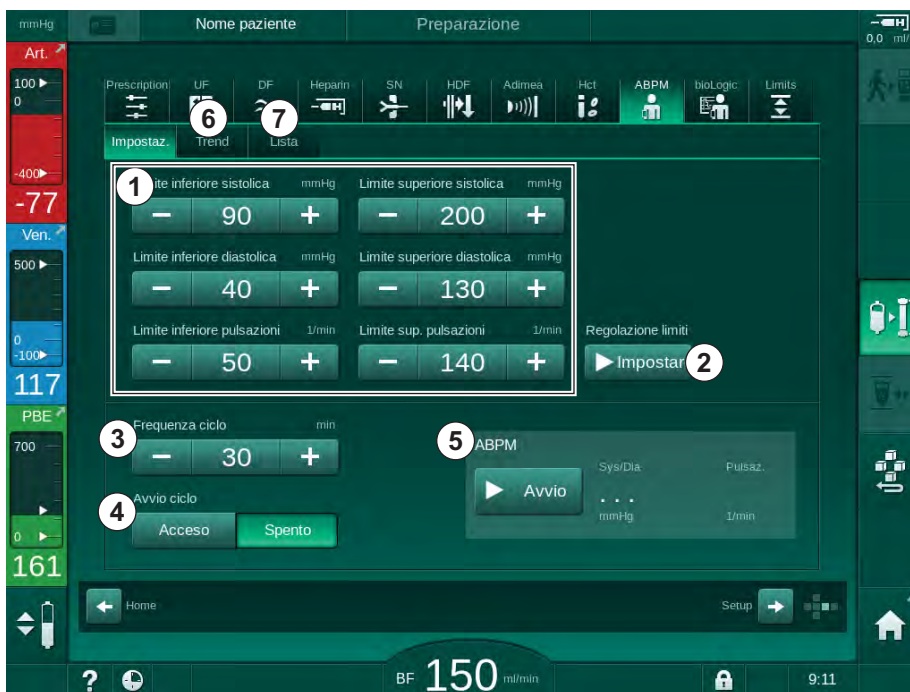 mmHg
Nome paziente
Preparazione
0,0 ml/
Art.
100
0
-400
-77
Ven.
500
0
-100
117
PBE
700
0
161
Prescription UF DF Heparin SN HDF Adimea Hct ABPM bioLogic Limits
6 7
Impostaz. Trend Lista
1
ite inferiore sistolica mmHg Limite superiore sistolica mmHg
− 90 + − 200 +
Limite inferiore diastolica mmHg Limite superiore diastolica mmHg
− 40 + − 130 +
Limite inferiore pulsazioni 1/min Limite sup. pulsazioni 1/min Regolazione limiti
− 50 + − 140 + Impostar 2
3 Frequenza ciclo min
− 30 +
4 Avvio ciclo
Acceso Spento
5 ABPM
Sys/Dia Pulsaz.
Avvio . . .
mmHg 1/min
Home Setup
? BF 150 ml/min 9:11